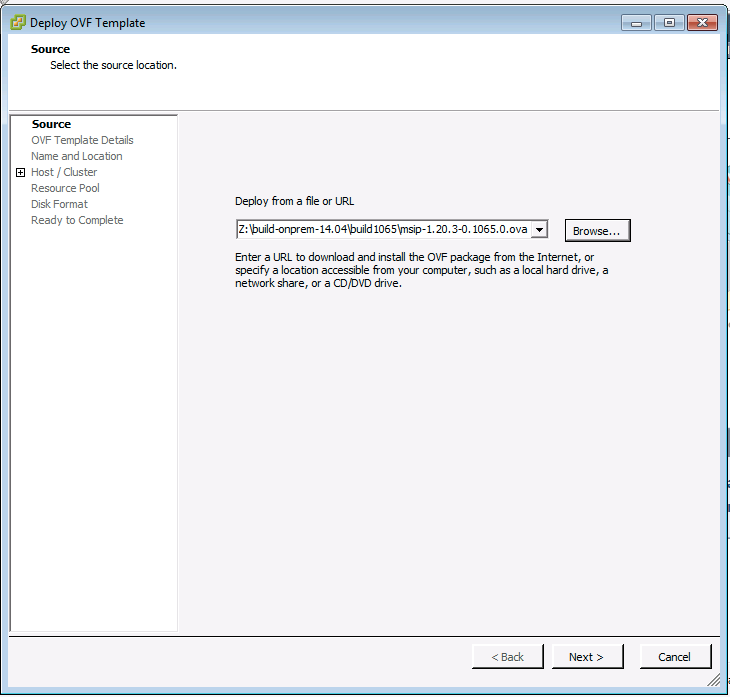 Deploy OVF Template
Source
Select the source location.
Source
OVF Template Details
Name and Location
Host / Cluster
Resource Pool
Disk Format
Ready to Complete
Deploy from a file or URL
Z:\build-onprem-14.04\build1065\msip-1.20.3-0.1065.0.ova
Browse...
Enter a URL to download and install the OVF package from the Internet, or
specify a location accessible from your computer, such as a local hard drive, a
network share, or a CD/DVD drive.
< Back
Next >
Cancel